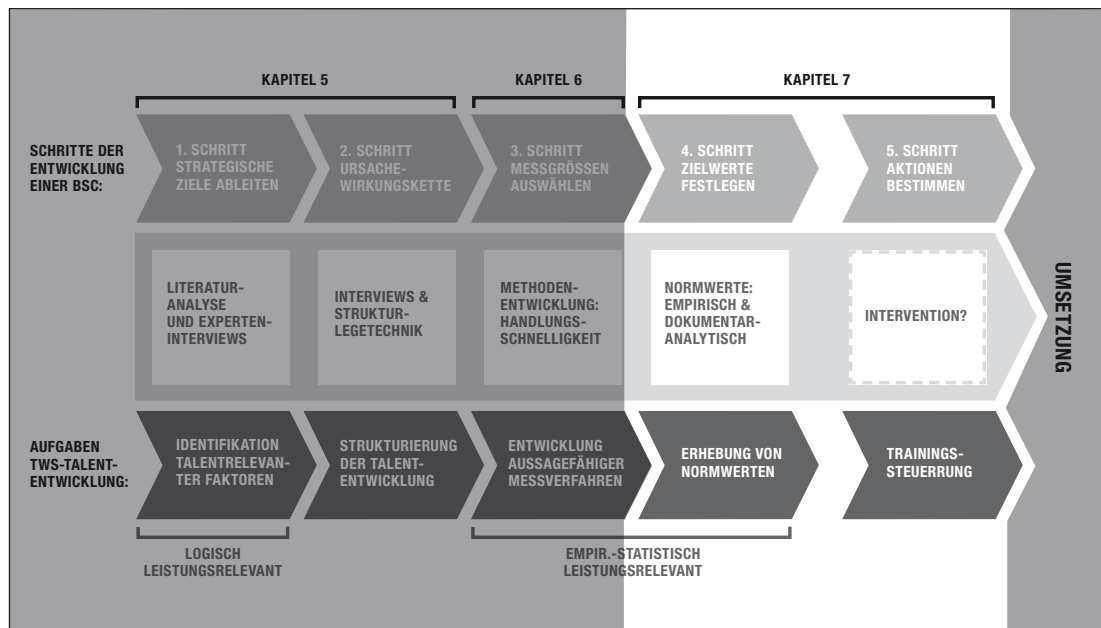 KAPITEL 5
KAPITEL 6
KAPITEL 7
SCHRITTE DER
ENTWICKLUNG
EINER BSC:
1. SCHRITT
STRATEGISCHE
ZIELE ABLEITEN
2. SCHRITT
URSACHE-
WIRKUNGSKETTE
3. SCHRITT
MESSGRÖSSEN
AUSWÄHLEN
4. SCHRITT
ZIELWERTE
FESTLEGEN
5. SCHRITT
AKTIONEN
BESTIMMEN
LITERATUR-
ANALYSE
UND EXPERTEN-
INTERVIEWS
INTERVIEWS &
STRUKTUR-
LEGETECHNIK
METHODEN-
ENTWICKLUNG:
HANDLUNGS-
SCHNELLIGKEIT
NORMWERTE:
EMPIRISCH &
DOKUMENTAR-
ANALYTISCH
INTERVENTION?
UMSETZUNG
AUFGABEN
TWS-TALENT-
ENTWICKLUNG:
IDENTIFIKATION
TALENTRELEVAN-
TER FAKTOREN
STRUKTURIERUNG
DER TALENT-
ENTWICKLUNG
ENTWICKLUNG
AUSSAGEFÄHIGER
MESSVERFAHREN
ERHEBUNG VON
NORMWERTEN
TRAININGS-
STEUERRUNG
LOGISCH
LEISTUNGSRELEVANT
EMPIR.-STATISTISCH
LEISTUNGSRELEVANT